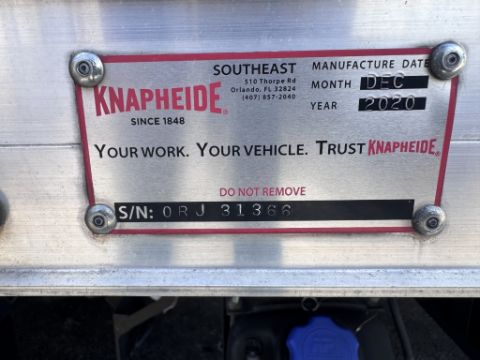 SOUTHEAST
510 Thorpe Rd
Orlando, FL 32824
(407) 857-2040
MANUFACTURE DATE
MONTH DEC
YEAR 2020
KNAPHEIDE®
SINCE 1848
YOUR WORK. YOUR VEHICLE. TRUST KNAPHEIDE®
DO NOT REMOVE
S/N: ORJ 31366